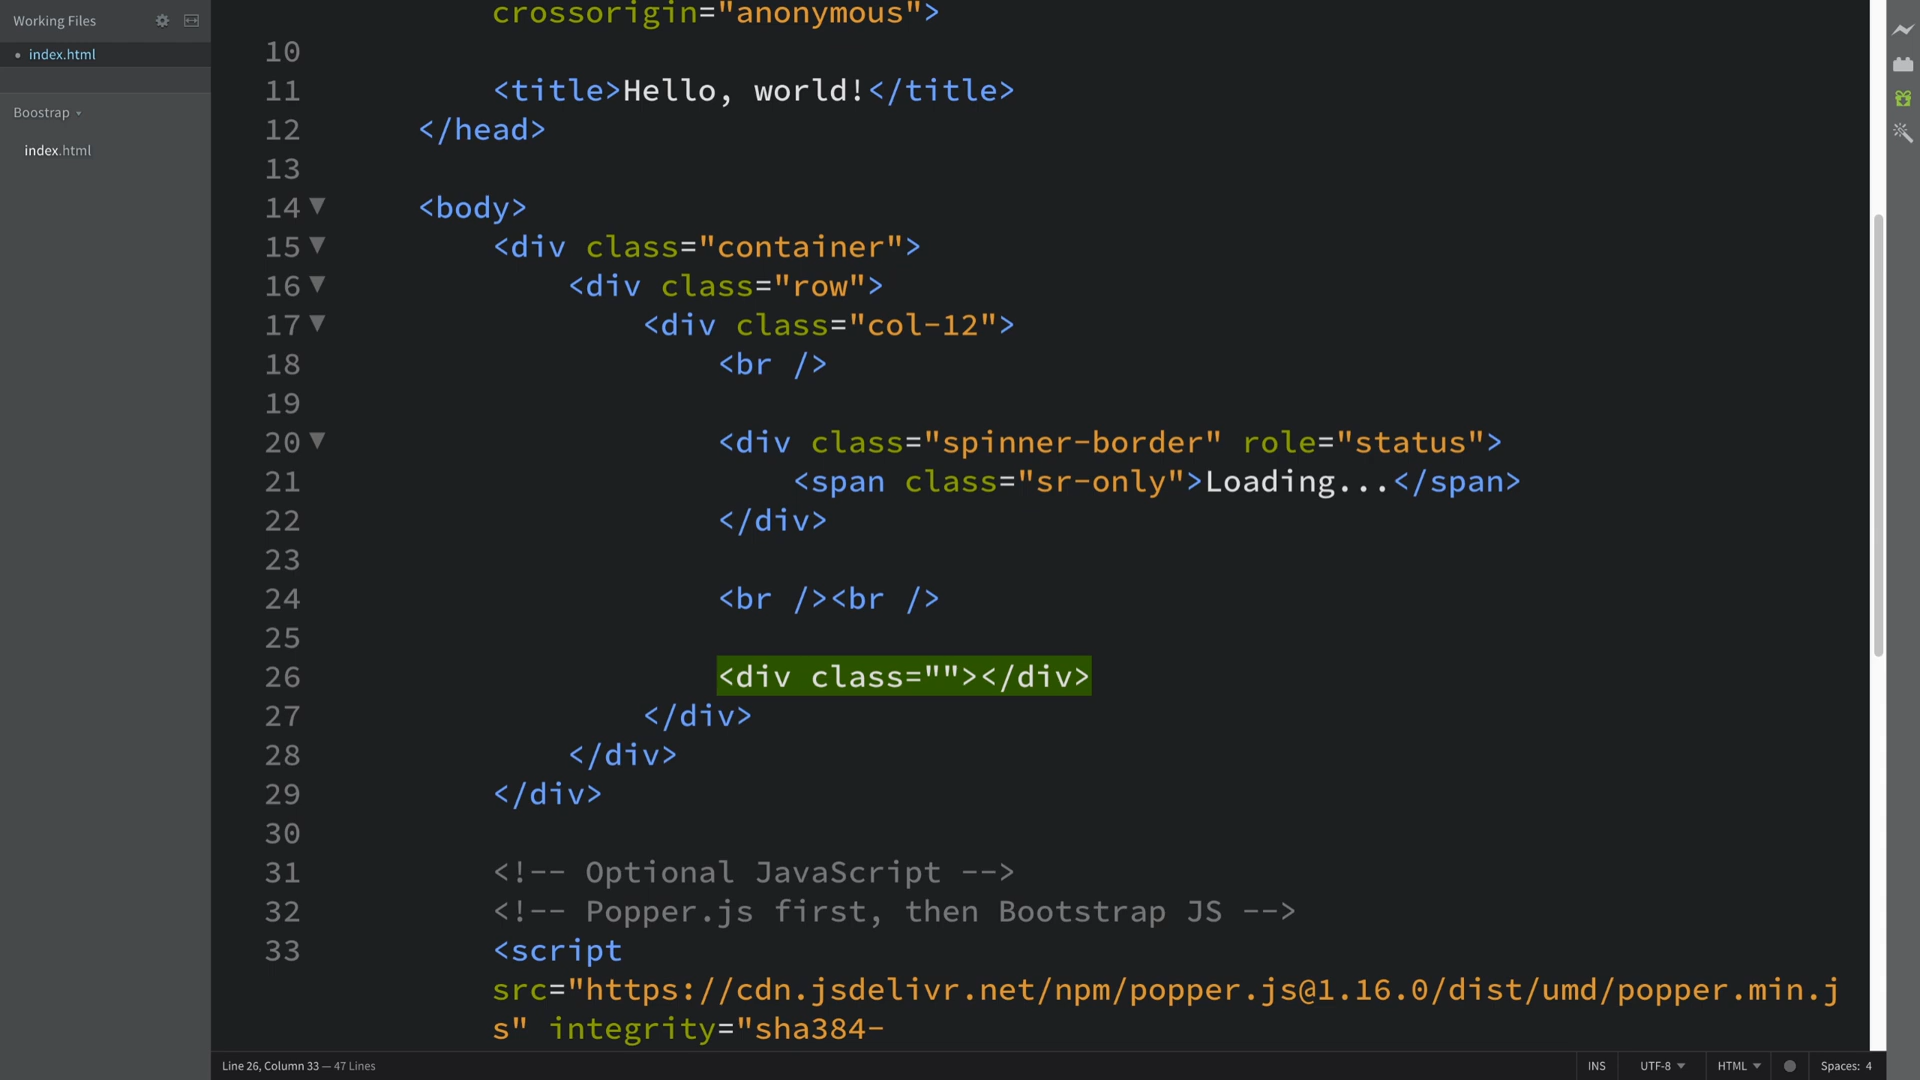 Working Files
index.html
Boostrap
index.html
crossorigin="anonymous">
10
11 <title>Hello, world!</title>
12 </head>
13
14 <body>
15 <div class="container">
16 <div class="row">
17 <div class="col-12">
18 <br />
19
20 <div class="spinner-border" role="status">
21 <span class="sr-only">Loading...</span>
22 </div>
23
24 <br /><br />
25
26 <div class=""></div>
27 </div>
28 </div>
29 </div>
30
31 <!-- Optional JavaScript -->
32 <!-- Popper.js first, then Bootstrap JS -->
33 <script
src="https://cdn.jsdelivr.net/npm/popper.js@1.16.0/dist/umd/popper.min.j
s" integrity="sha384-
Line 26, Column 33 — 47 Lines INS UTF-8 HTML Spaces: 4